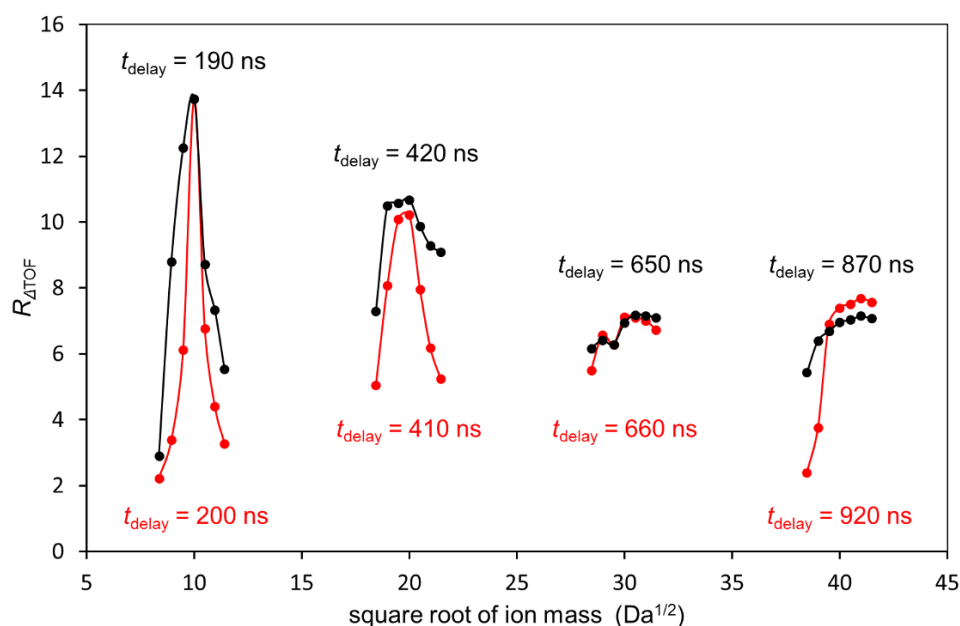 16
14
12
10
8
6
4
2
0
R_ΔTOF
t_delay = 190 ns
t_delay = 420 ns
t_delay = 650 ns
t_delay = 870 ns
t_delay = 200 ns
t_delay = 410 ns
t_delay = 660 ns
t_delay = 920 ns
5 10 15 20 25 30 35 40 45
square root of ion mass (Da^1/2)